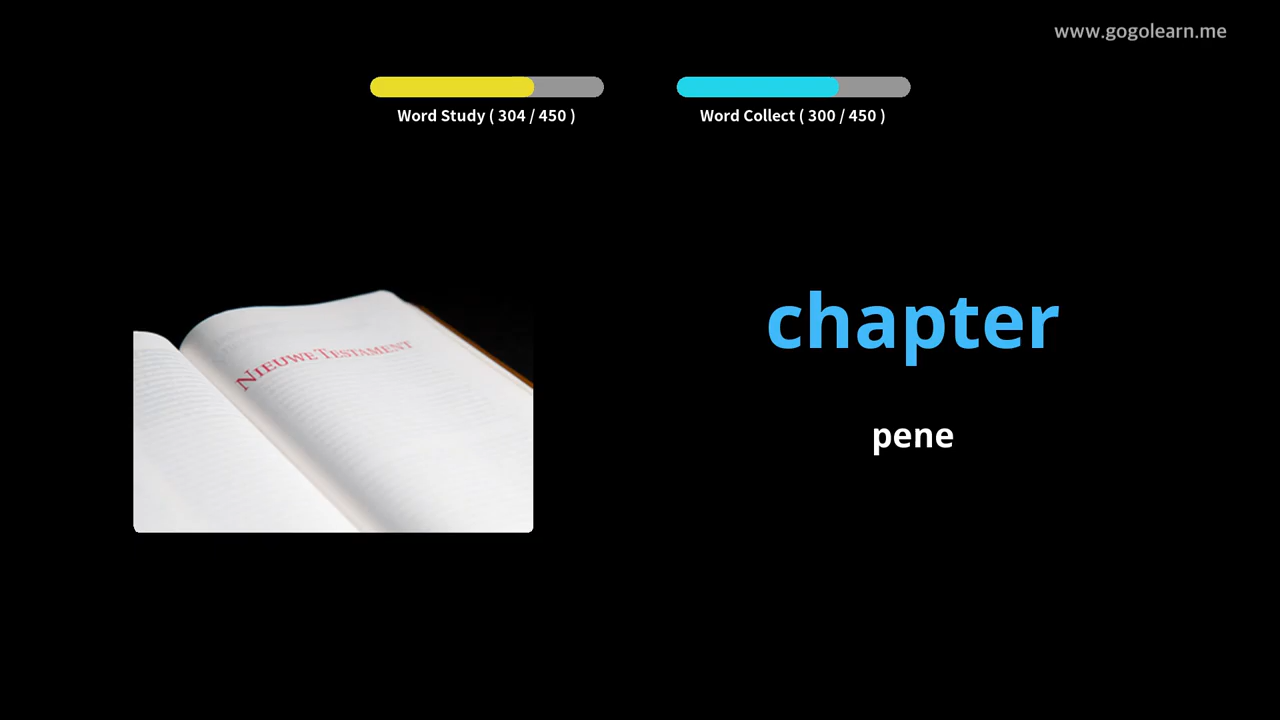 www.gogolearn.me
Word Study ( 304 / 450 )
Word Collect ( 300 / 450 )
NIEUWE TESTAMENT
chapter
pene